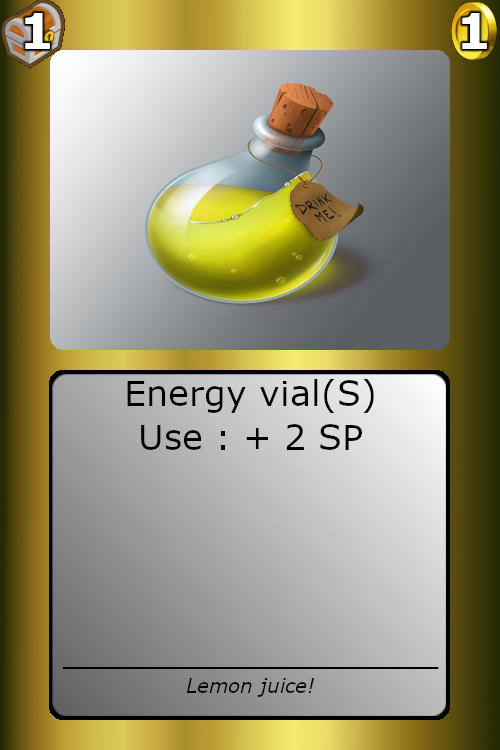 1
1
DRINK
ME!
Energy vial(S)
Use : + 2 SP
Lemon juice!